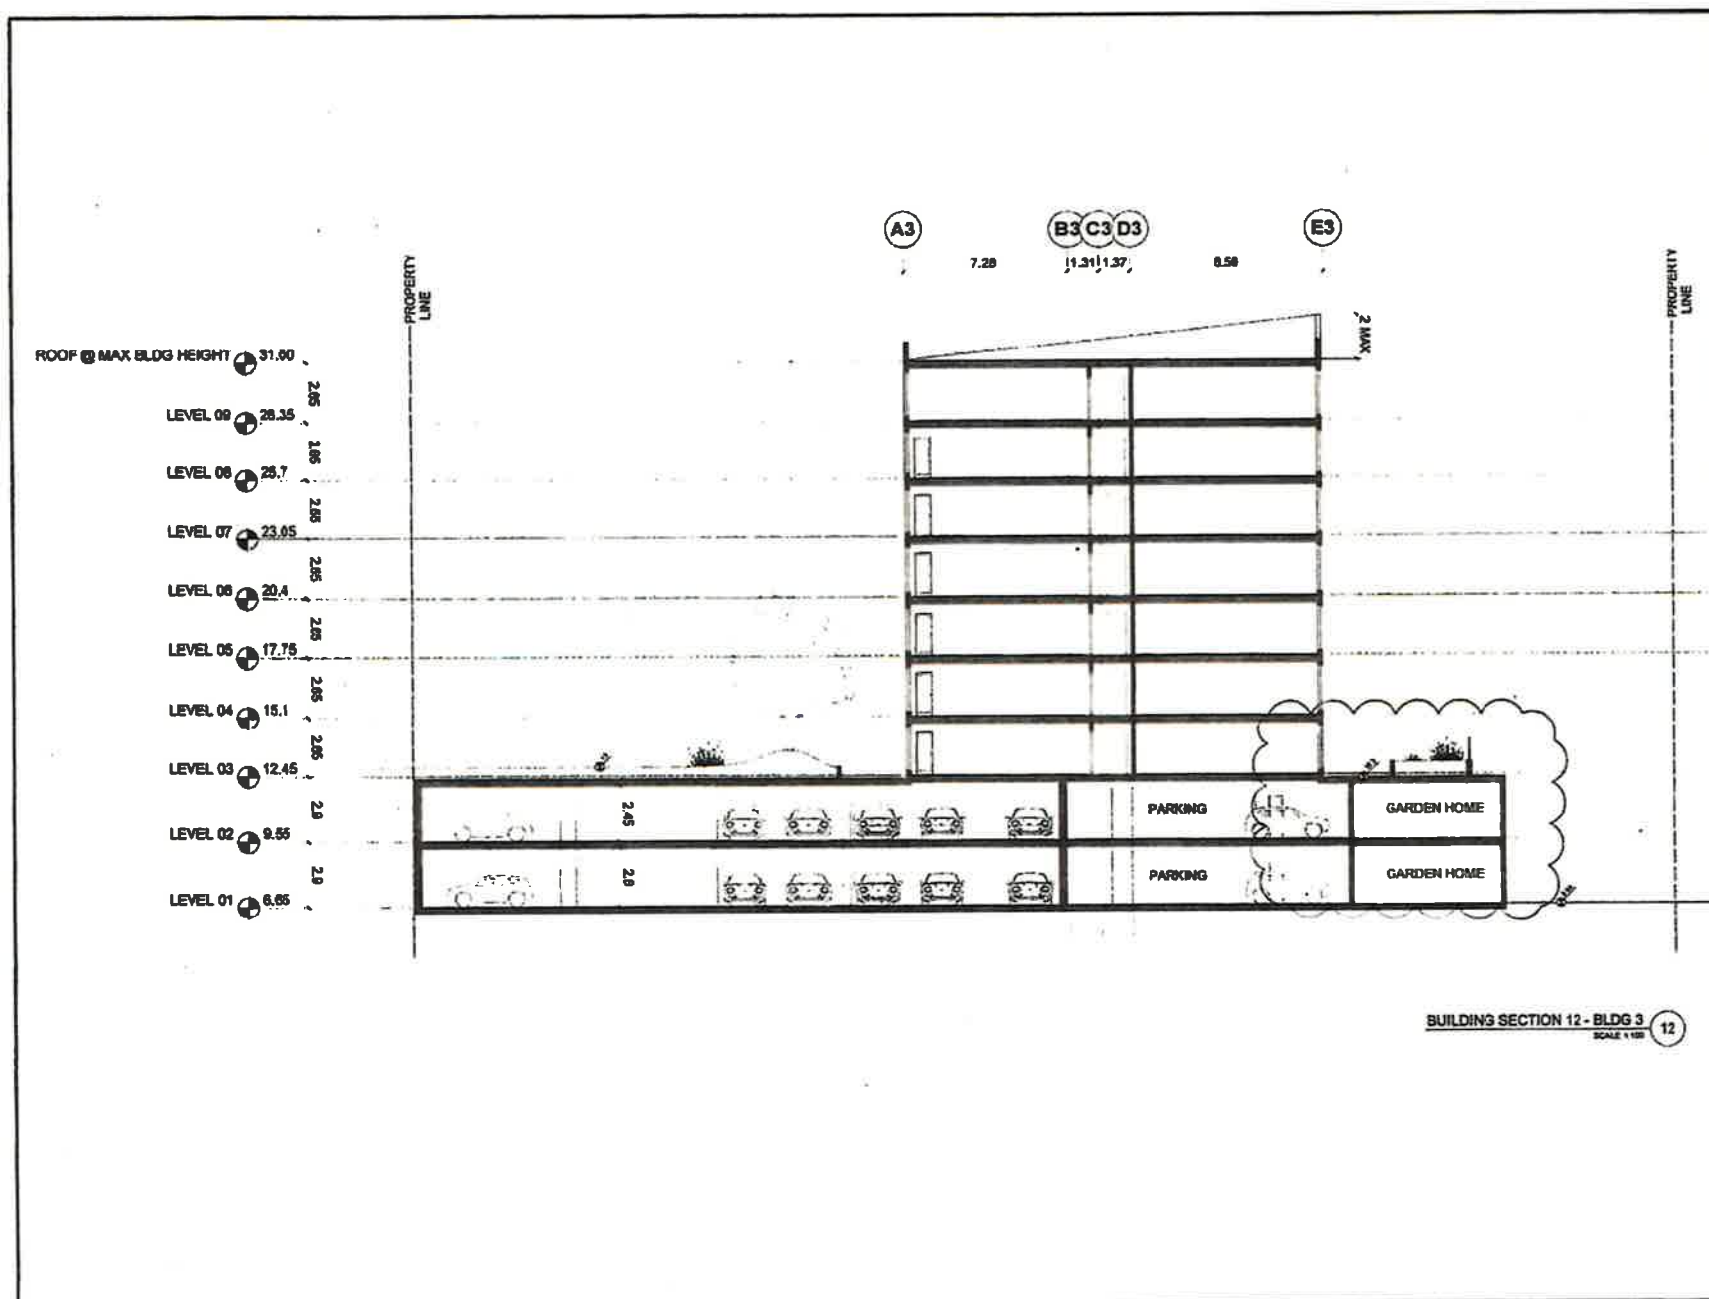 A3
B3 C3 D3
E3
7.28
1.31 1.37
8.58
PROPERTY
LINE
PROPERTY
LINE
2 MAX
ROOF @ MAX BLDG HEIGHT 31.00
2.65
LEVEL 09 28.35
LEVEL 08 25.7
2.65
LEVEL 07 23.05
2.65
LEVEL 06 20.4
2.65
LEVEL 05 17.75
2.65
LEVEL 04 15.1
2.65
LEVEL 03 12.45
2.9
2.45
PARKING
GARDEN HOME
LEVEL 02 9.55
2.9
2.6
PARKING
GARDEN HOME
LEVEL 01 6.65
BUILDING SECTION 12 - BLDG 3
12